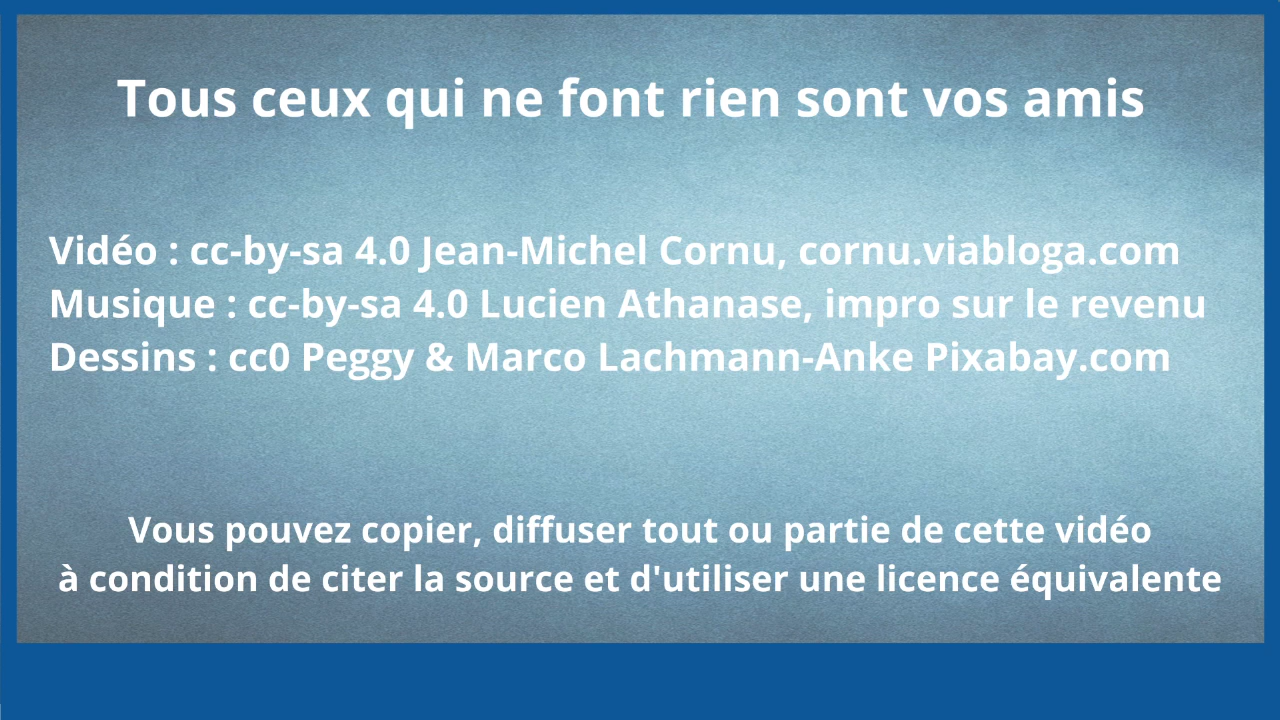 Tous ceux qui ne font rien sont vos amis
Vidéo : cc-by-sa 4.0 Jean-Michel Cornu, cornu.viabloga.com
Musique : cc-by-sa 4.0 Lucien Athanase, impro sur le revenu
Dessins : cc0 Peggy & Marco Lachmann-Anke Pixabay.com
Vous pouvez copier, diffuser tout ou partie de cette vidéo
à condition de citer la source et d'utiliser une licence équivalente